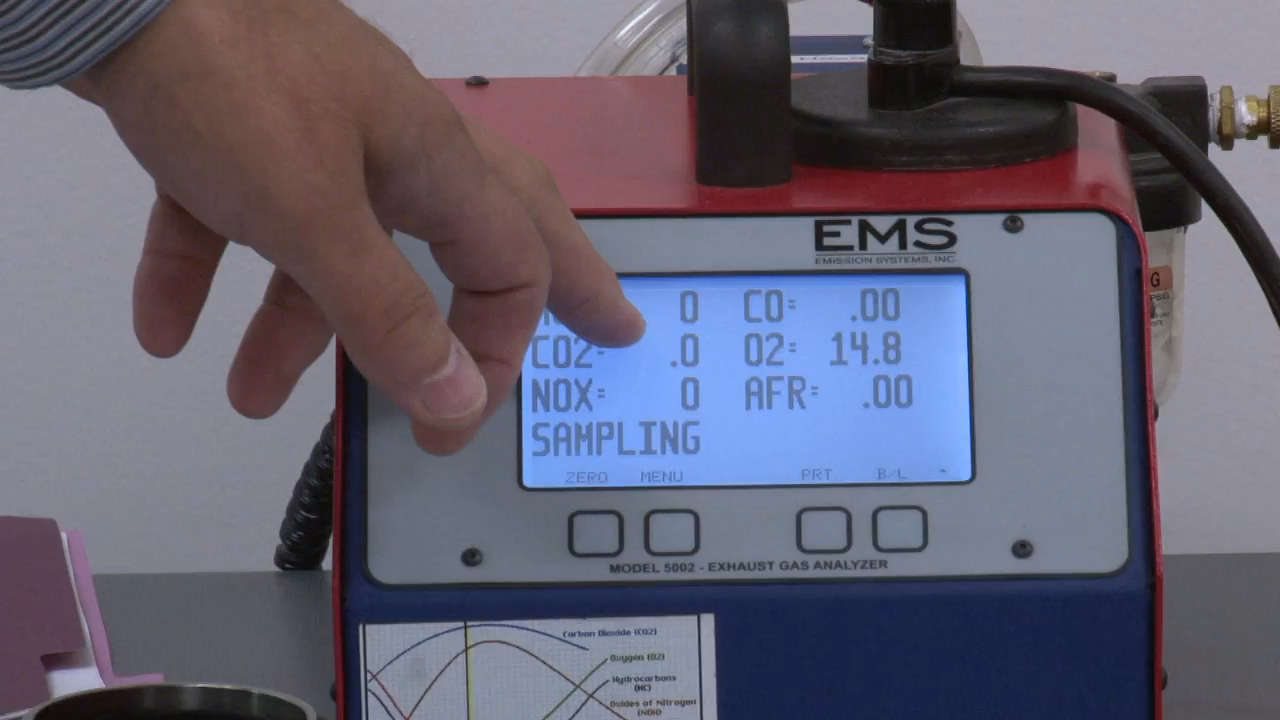 EMS
EMISSION SYSTEMS, INC.
0 CO= .00
CO2= .0 O2= 14.8
NOX= 0 AFR= .00
SAMPLING
ZERO MENU PRT B/L
MODEL 5002 - EXHAUST GAS ANALYZER
Carbon Dioxide (CO2)
Oxygen (O2)
Hydrocarbons
(HC)
Oxides of Nitrogen
(NOX)
G